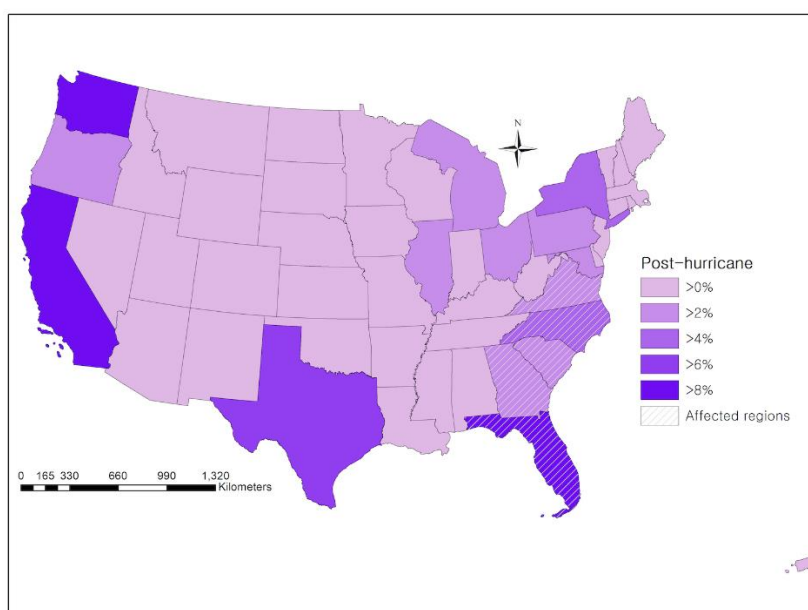 N
Post-hurricane
>0%
>2%
>4%
>6%
>8%
Affected regions
0 165 330 660 990 1,320
Kilometers